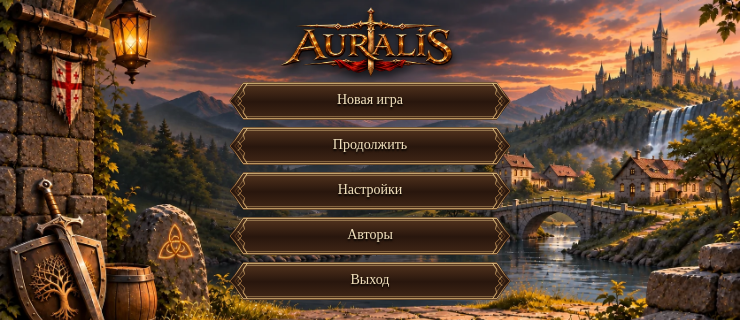 AURALIS
Новая игра
Продолжить
Настройки
Авторы
Выход